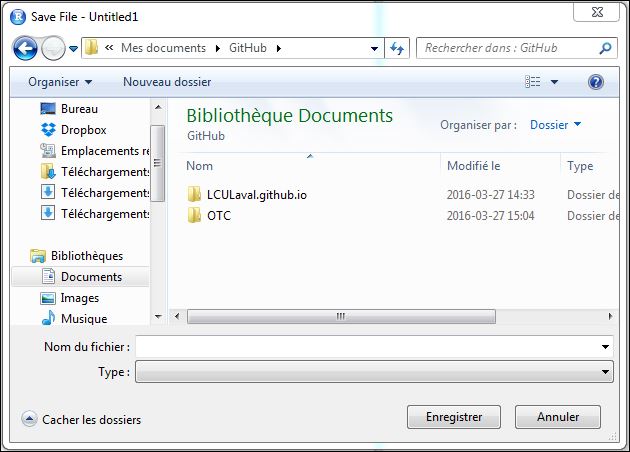 Save File - Untitled1
« Mes documents GitHub
Rechercher dans : GitHub
Organiser Nouveau dossier
Bureau
Dropbox
Emplacements re
Téléchargements
Téléchargements
Téléchargements
Bibliothèques
Documents
Images
Musique
Bibliothèque Documents
GitHub
Organiser par : Dossier
Nom Modifié le Type
LCULaval.github.io 2016-03-27 14:33 Dossier de
OTC 2016-03-27 15:04 Dossier de
Nom du fichier :
Type :
Cacher les dossiers
Enregistrer Annuler